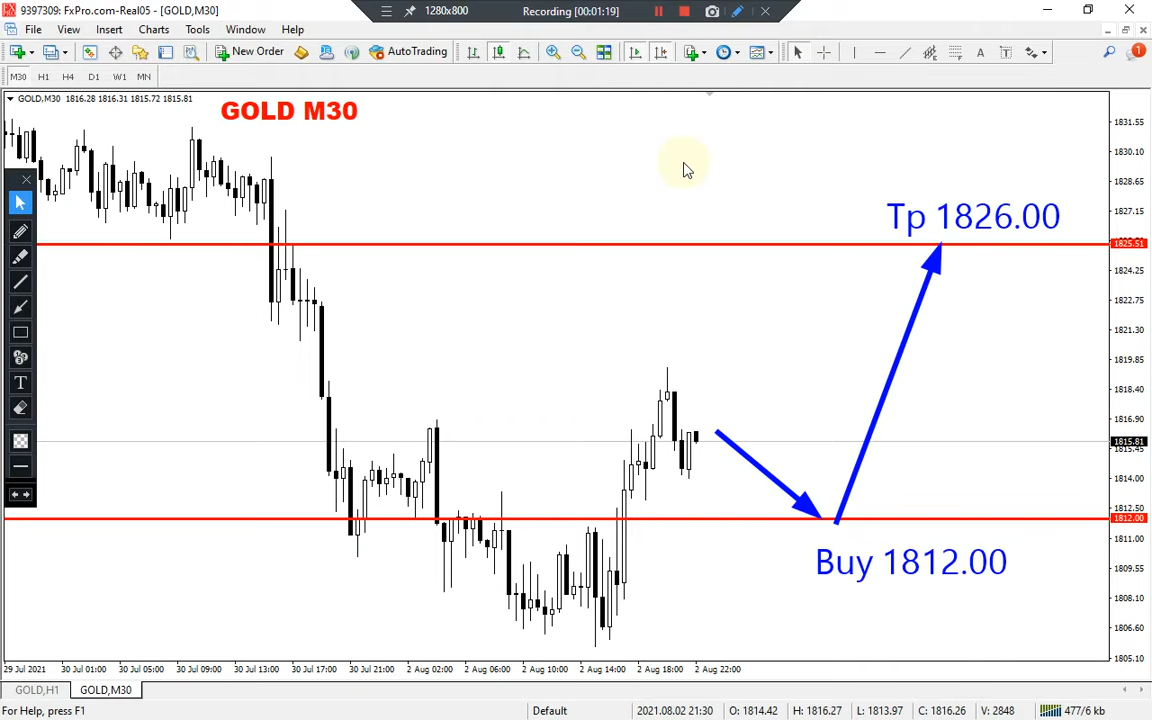 9397309: FxPro.com-Real05 - [GOLD,M30]
1280x800
Recording [00:01:19]
File View Insert Charts Tools Window Help
New Order
AutoTrading
A
T
1
M30 H1 H4 D1 W1 MN
GOLD,M30 1816.28 1816.31 1815.72 1815.81
GOLD M30
T
Tp 1826.00
Buy 1812.00
1831.55
1830.10
1828.65
1827.15
1825.51
1824.25
1822.75
1821.30
1819.85
1818.40
1816.90
1815.81
1815.45
1814.00
1812.50
1812.00
1811.00
1809.55
1808.10
1806.60
1805.10
29 Jul 2021 30 Jul 01:00 30 Jul 05:00 30 Jul 09:00 30 Jul 13:00 30 Jul 17:00 30 Jul 21:00 2 Aug 02:00 2 Aug 06:00 2 Aug 10:00 2 Aug 14:00 2 Aug 18:00 2 Aug 22:00
GOLD,H1 GOLD,M30
For Help, press F1 Default 2021.08.02 21:30 O: 1814.42 H: 1816.27 L: 1813.97 C: 1816.26 V: 2848 477/6 kb